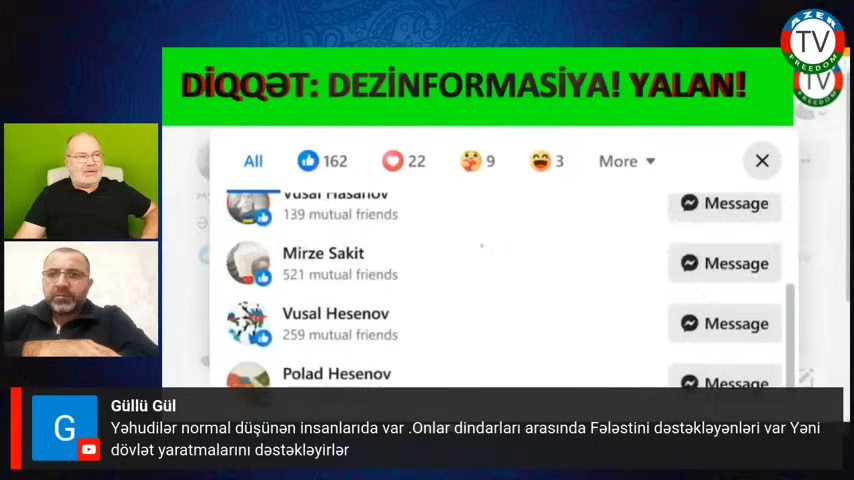 AZER
TV
FREEDOM
TV
FREEDOM
DİQQƏT: DEZİNFORMASİYA! YALAN!
All 162 22 9 3 More
Vusal Hasanov
139 mutual friends
Message
Mirze Sakit
521 mutual friends
Message
Vusal Hesenov
259 mutual friends
Message
Polad Hesenov
Message
G
Güllü Gül
Yəhudilər normal düşünən insanlarıda var .Onlar dindarları arasında Fələstini dəstəkləyənləri var Yəni
dövlət yaratmalarını dəstəkləyirlər